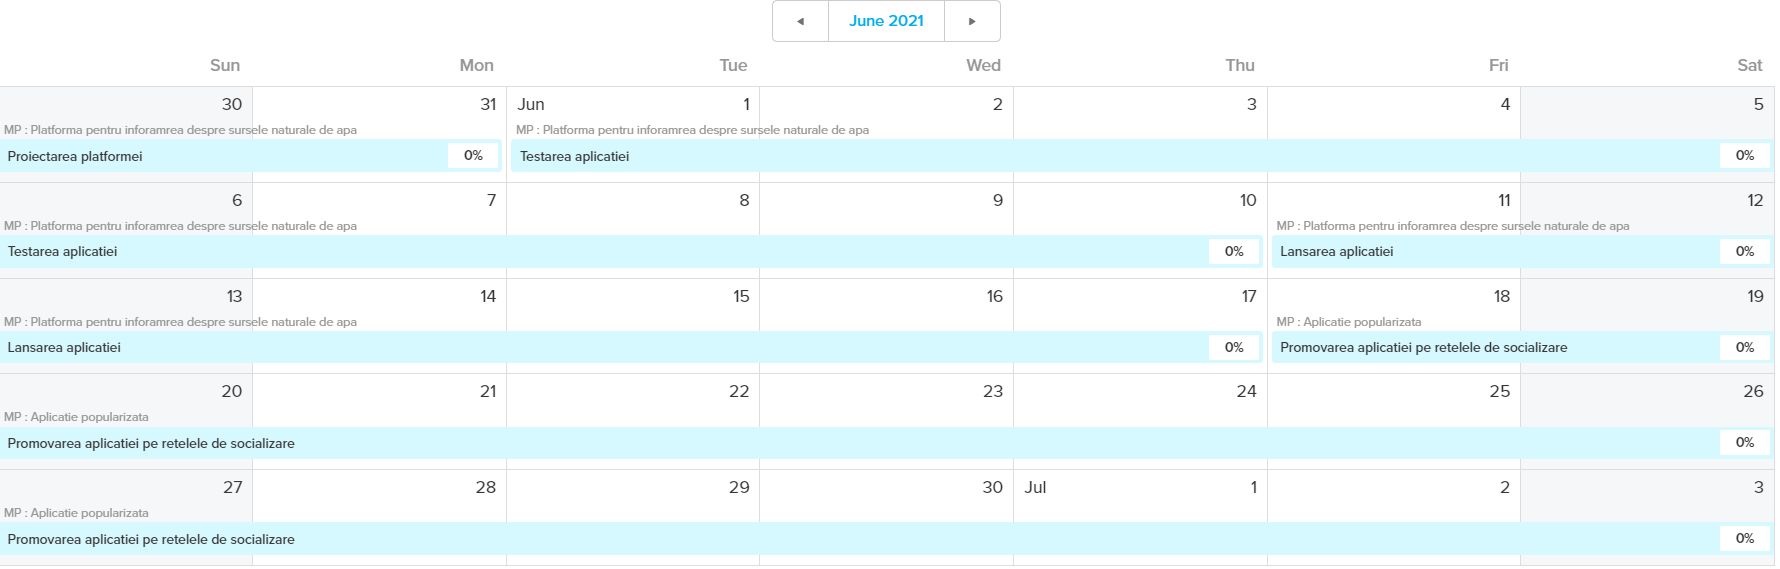 June 2021
Sun Mon Tue Wed Thu Fri Sat
30 31 Jun 1 2 3 4 5
MP : Platforma pentru inforamrea despre sursele naturale de apa MP : Platforma pentru inforamrea despre sursele naturale de apa
Proiectarea platformei 0% Testarea aplicatiei 0%
6 7 8 9 10 11 12
MP : Platforma pentru inforamrea despre sursele naturale de apa MP : Platforma pentru inforamrea despre sursele naturale de apa
Testarea aplicatiei 0% Lansarea aplicatiei 0%
13 14 15 16 17 18 19
MP : Platforma pentru inforamrea despre sursele naturale de apa MP : Aplicatie popularizata
Lansarea aplicatiei 0% Promovarea aplicatiei pe retelele de socializare 0%
20 21 22 23 24 25 26
MP : Aplicatie popularizata
Promovarea aplicatiei pe retelele de socializare 0%
27 28 29 30 Jul 1 2 3
MP : Aplicatie popularizata
Promovarea aplicatiei pe retelele de socializare 0%